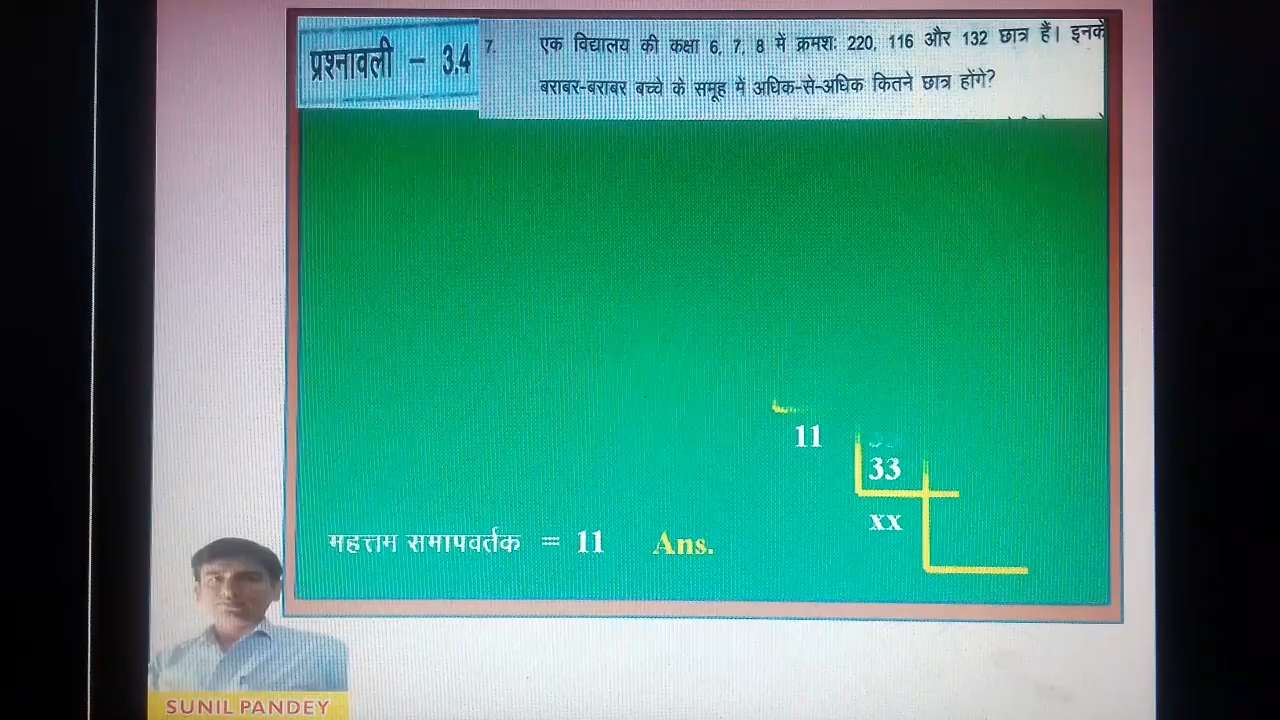 प्रश्नावली – 3.4
7. एक विद्यालय की कक्षा 6, 7, 8 में क्रमशः 220, 116 और 132 छात्र हैं। इनके
बराबर-बराबर बच्चे के समूह में अधिक-से-अधिक कितने छात्र होंगे?
11
33
xx
महत्तम समापवर्तक = 11 Ans.
SUNIL PANDEY